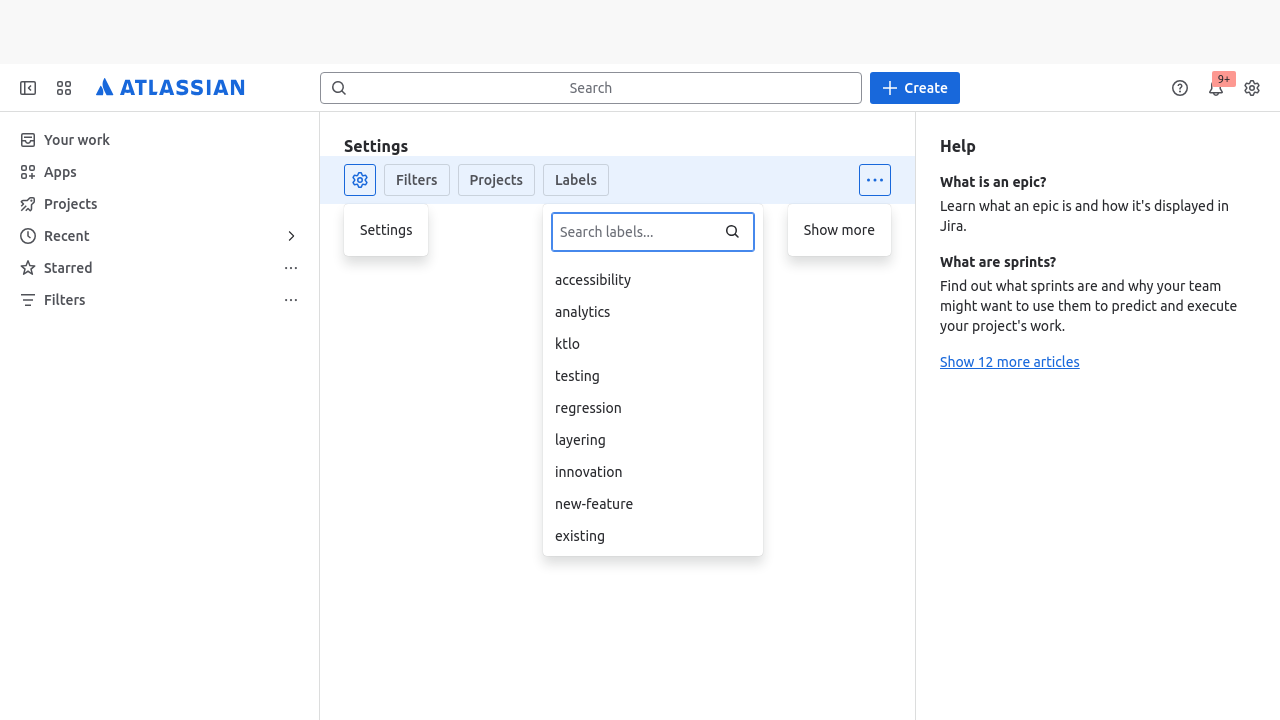 ATLASSIAN
Search
Create
9+
Your work
Apps
Projects
Recent
Starred
Filters
Settings
Filters
Projects
Labels
Settings
Search labels...
accessibility
analytics
ktlo
testing
regression
layering
innovation
new-feature
existing
Show more
Help
What is an epic?
Learn what an epic is and how it's displayed in
Jira.
What are sprints?
Find out what sprints are and why your team
might want to use them to predict and execute
your project's work.
Show 12 more articles